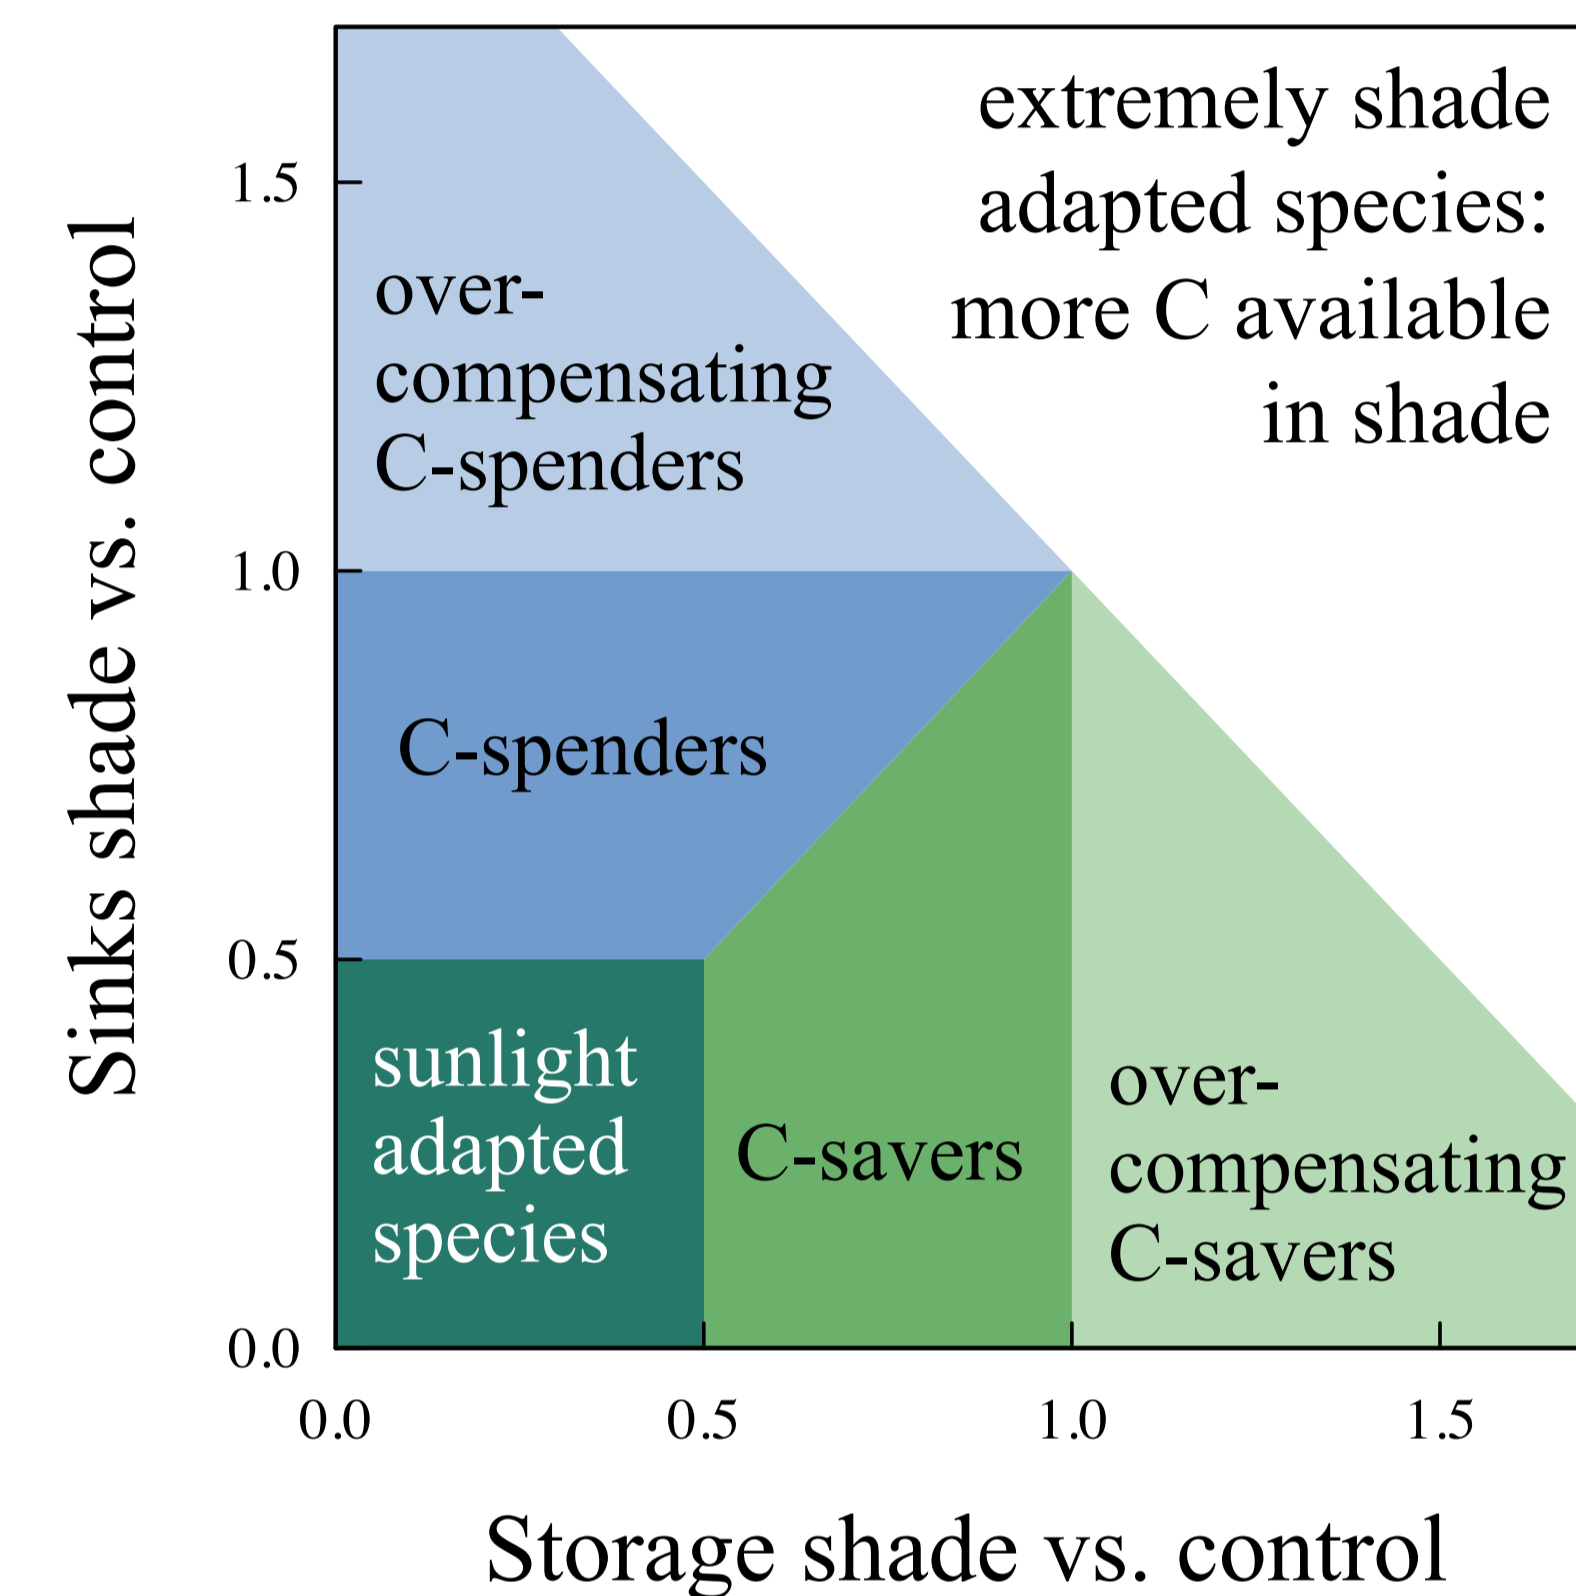 extremely shade
adapted species:
more C available
in shade
over-
compensating
C-spenders
C-spenders
sunlight
adapted
species
C-savers
over-
compensating
C-savers
Sinks shade vs. control
1.5
1.0
0.5
0.0
0.0
0.5
1.0
1.5
Storage shade vs. control